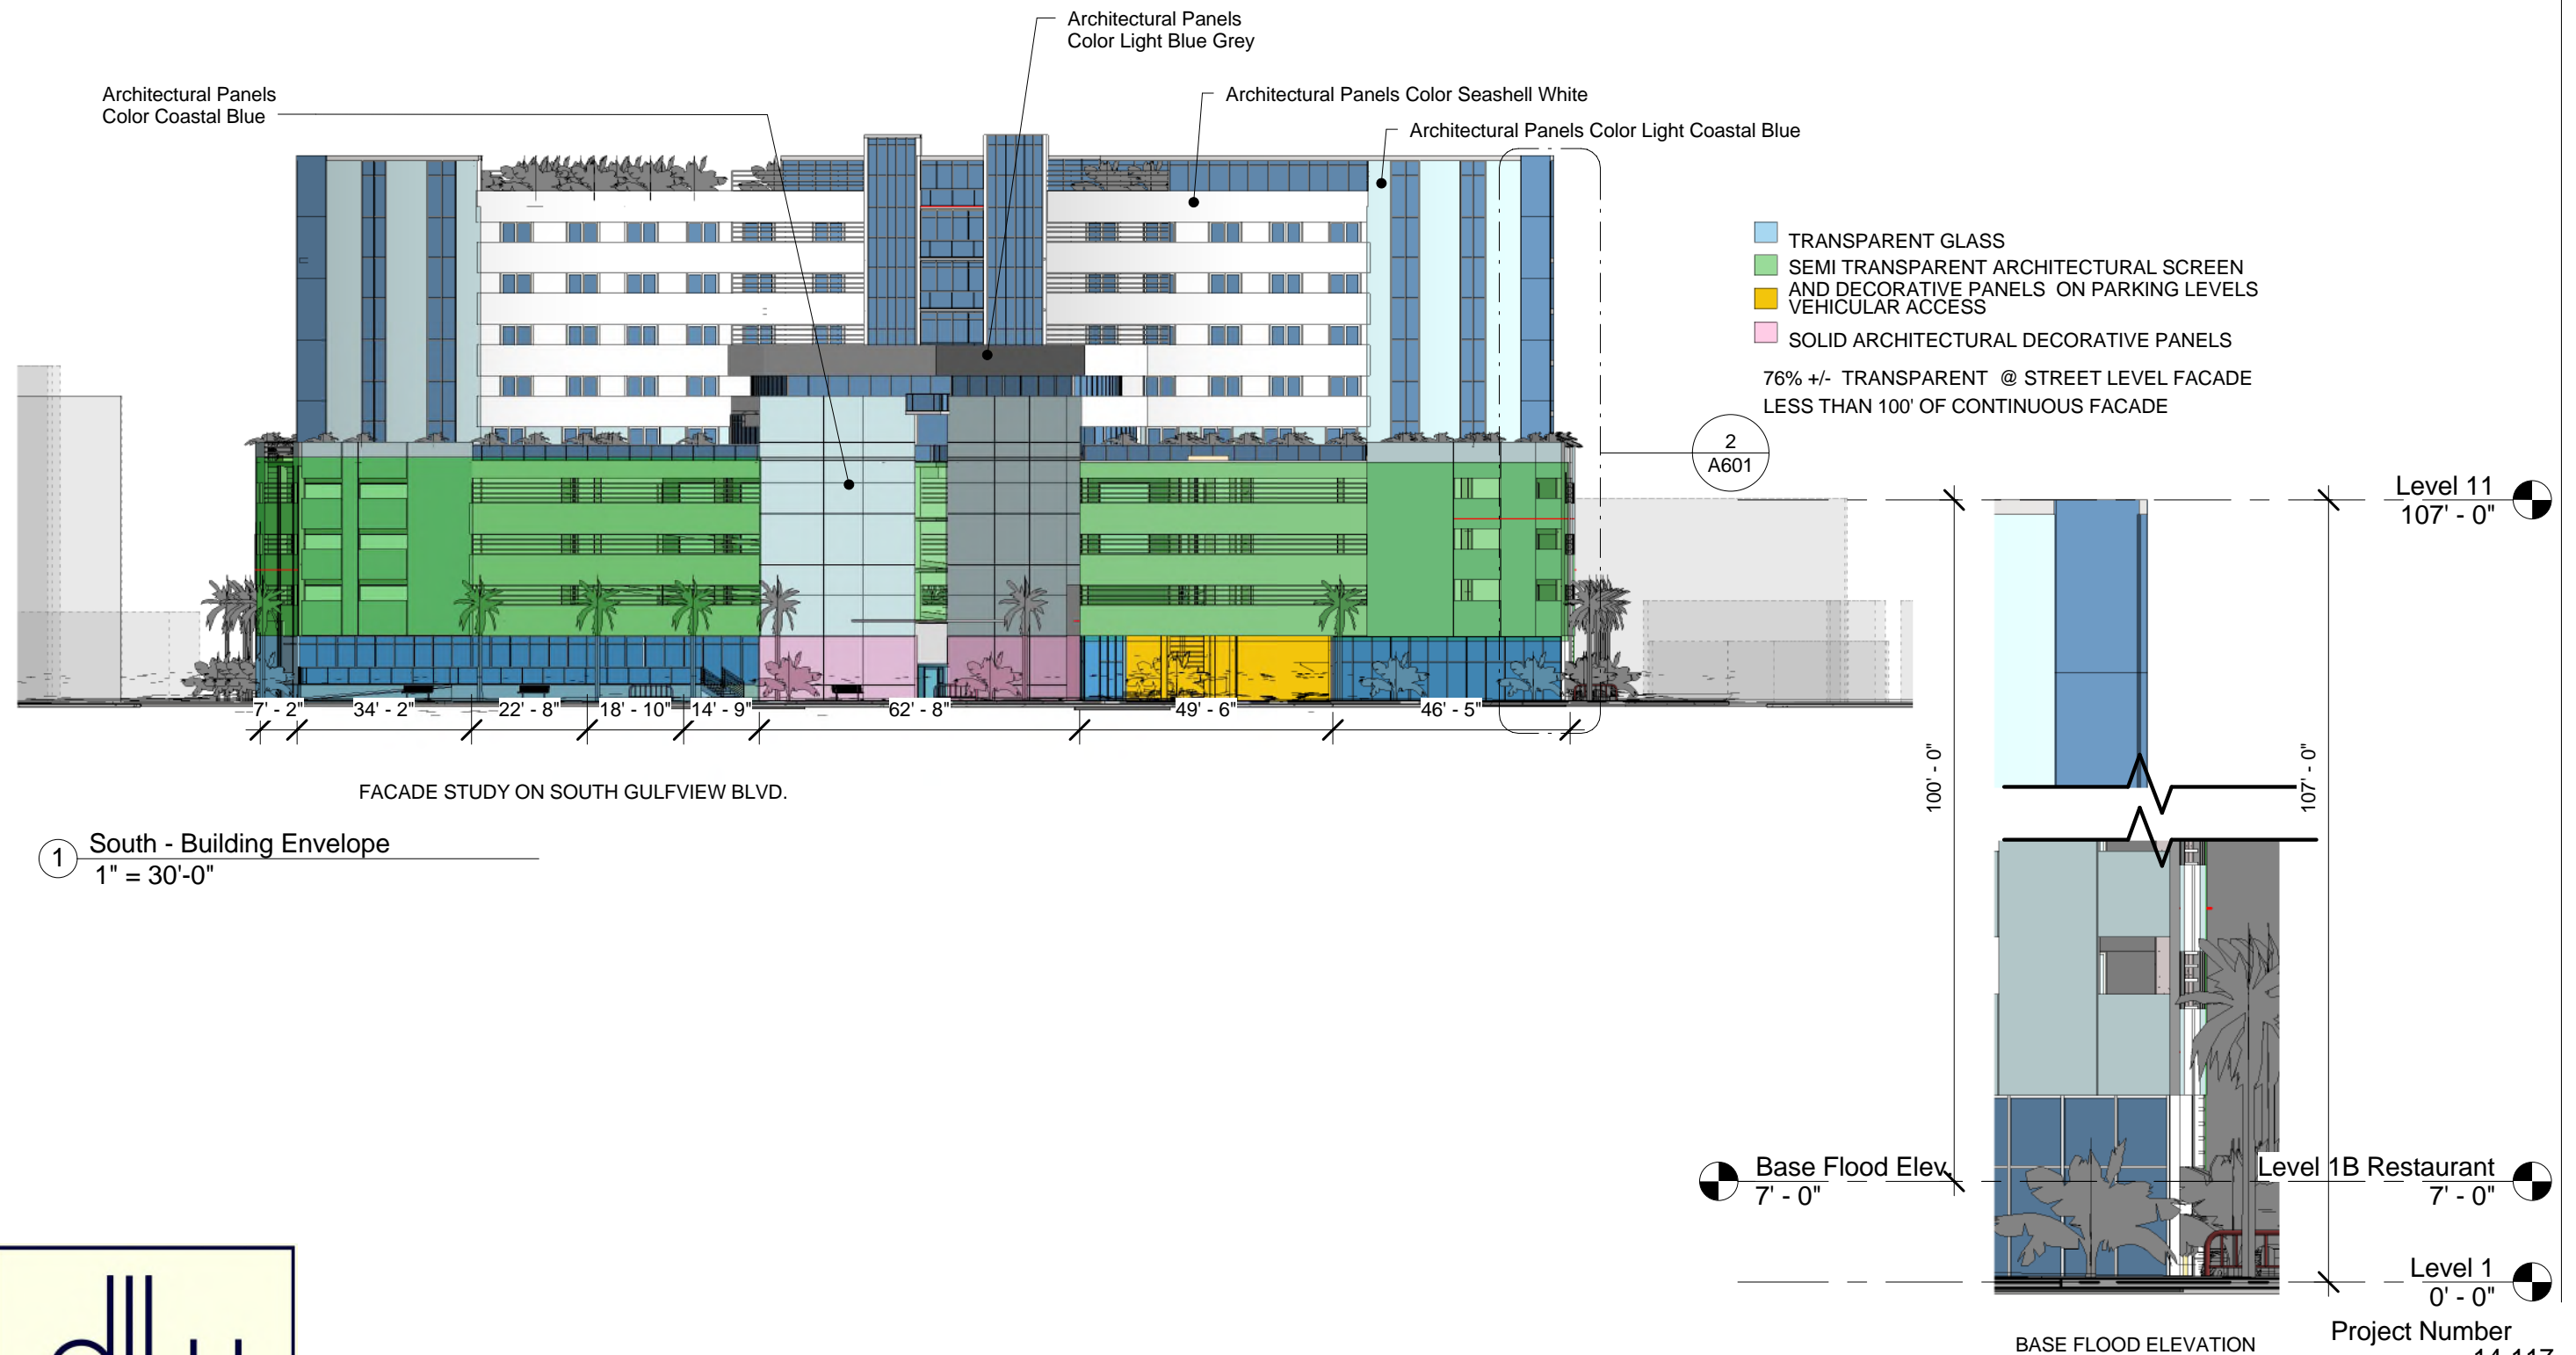 Architectural Panels
Color Light Blue Grey
Architectural Panels
Color Coastal Blue
Architectural Panels Color Seashell White
Architectural Panels Color Light Coastal Blue
TRANSPARENT GLASS
SEMI TRANSPARENT ARCHITECTURAL SCREEN
AND DECORATIVE PANELS ON PARKING LEVELS
VEHICULAR ACCESS
SOLID ARCHITECTURAL DECORATIVE PANELS
76% +/- TRANSPARENT @ STREET LEVEL FACADE
LESS THAN 100' OF CONTINUOUS FACADE
2
A601
7' - 2" 34' - 2" 22' - 8" 18' - 10" 14' - 9" 62' - 8" 49' - 6" 46' - 5"
FACADE STUDY ON SOUTH GULFVIEW BLVD.
1 South - Building Envelope
1" = 30'-0"
Level 11
107' - 0"
100' - 0"
107' - 0"
Base Flood Elev.
7' - 0"
Level 1B Restaurant
7' - 0"
Level 1
0' - 0"
BASE FLOOD ELEVATION
Project Number